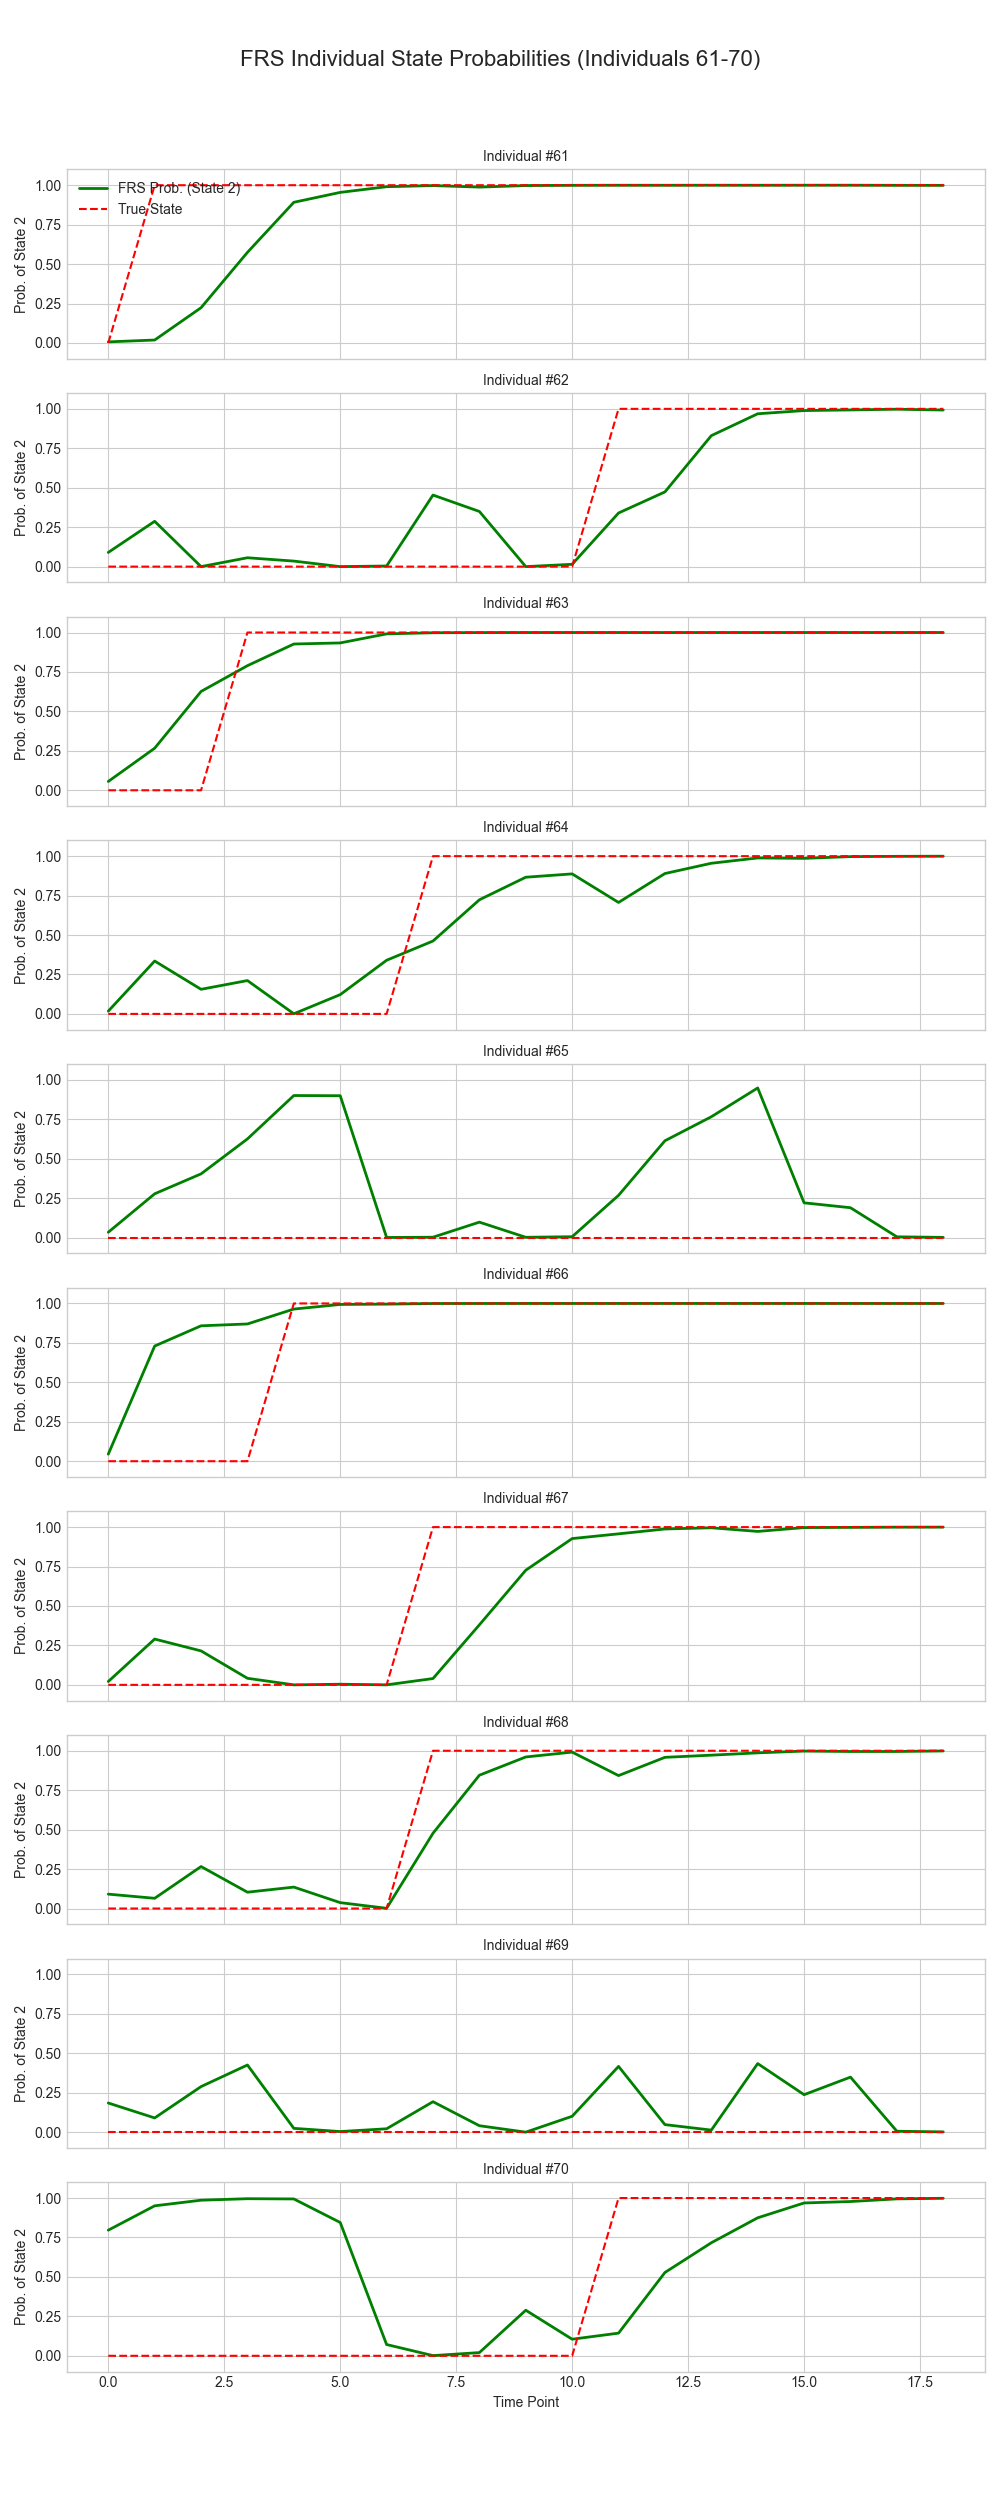 FRS Individual State Probabilities (Individuals 61-70)
Individual #61
FRS Prob. (State 2)
True State
Prob. of State 2
1.00
0.75
0.50
0.25
0.00
Individual #62
Prob. of State 2
1.00
0.75
0.50
0.25
0.00
Individual #63
Prob. of State 2
1.00
0.75
0.50
0.25
0.00
Individual #64
Prob. of State 2
1.00
0.75
0.50
0.25
0.00
Individual #65
Prob. of State 2
1.00
0.75
0.50
0.25
0.00
Individual #66
Prob. of State 2
1.00
0.75
0.50
0.25
0.00
Individual #67
Prob. of State 2
1.00
0.75
0.50
0.25
0.00
Individual #68
Prob. of State 2
1.00
0.75
0.50
0.25
0.00
Individual #69
Prob. of State 2
1.00
0.75
0.50
0.25
0.00
Individual #70
Prob. of State 2
1.00
0.75
0.50
0.25
0.00
0.0 2.5 5.0 7.5 10.0 12.5 15.0 17.5
Time Point